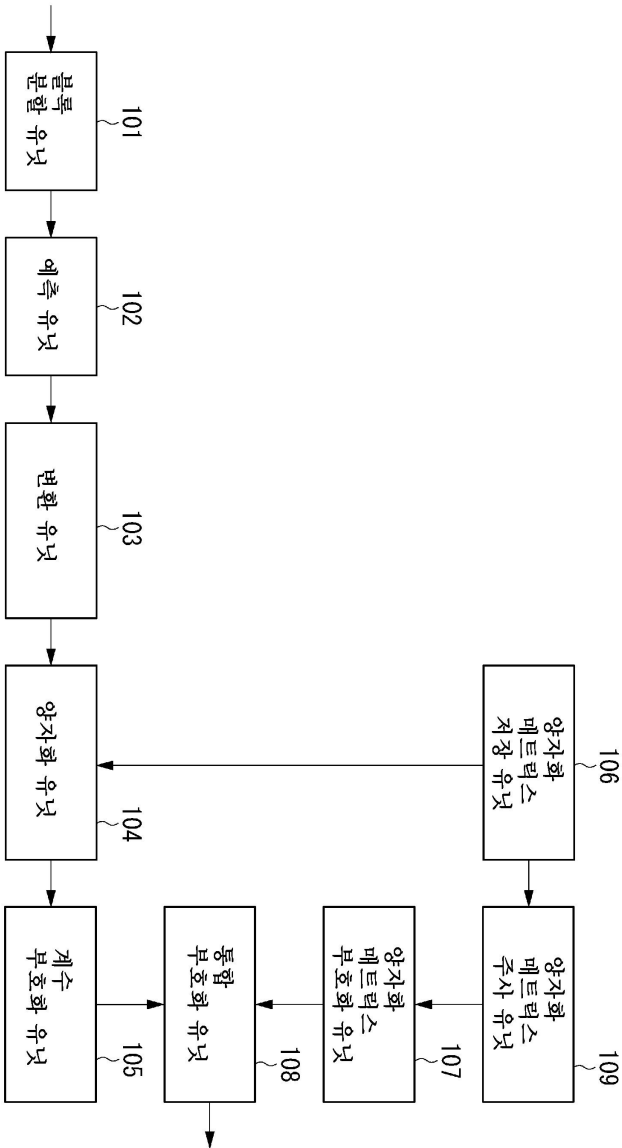 블록
분할 유닛
101
예측 유닛
102
변환 유닛
103
양자화 유닛
104
계수
부호화 유닛
105
양자화
매트릭스
저장 유닛
106
양자화
매트릭스
주사 유닛
109
양자화
매트릭스
부호화 유닛
107
통합
부호화 유닛
108